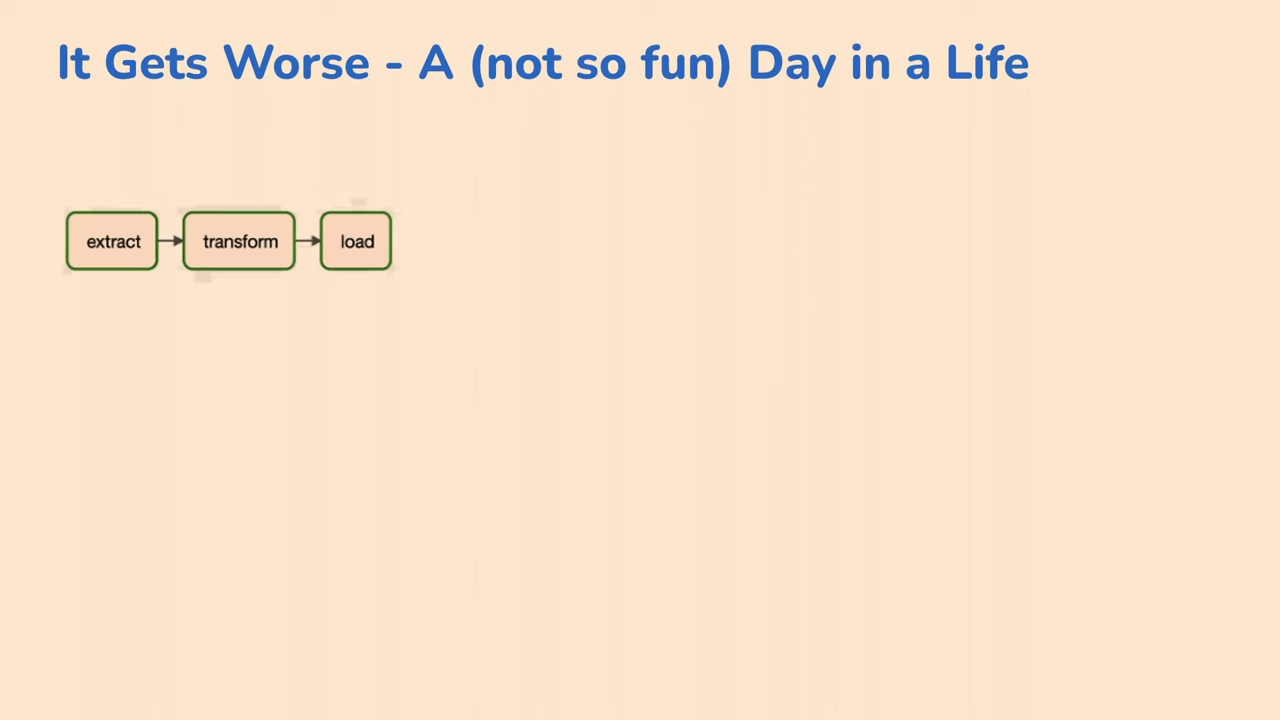 It Gets Worse - A (not so fun) Day in a Life
extract transform load